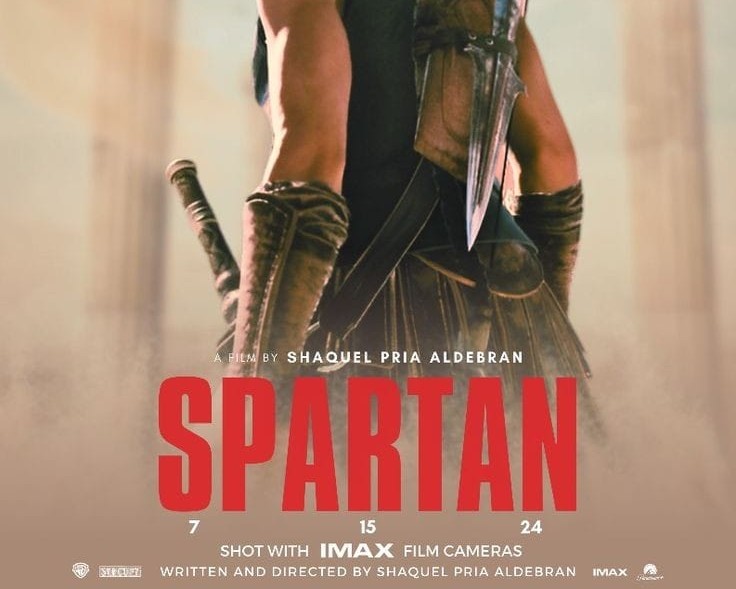 A FILM BY SHAQUEL PRIA ALDEBRAN
SPARTAN
7 15 24
SHOT WITH IMAX FILM CAMERAS
WRITTEN AND DIRECTED BY SHAQUEL PRIA ALDEBRAN IMAX Paramount